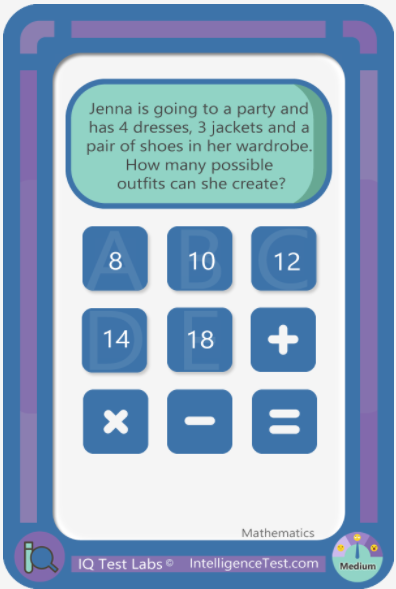 Jenna is going to a party and
has 4 dresses, 3 jackets and a
pair of shoes in her wardrobe.
How many possible
outfits can she create?
A 8 B 10 C 12
D 14 E 18 +
× − =
Mathematics
IQ Test Labs © IntelligenceTest.com Medium